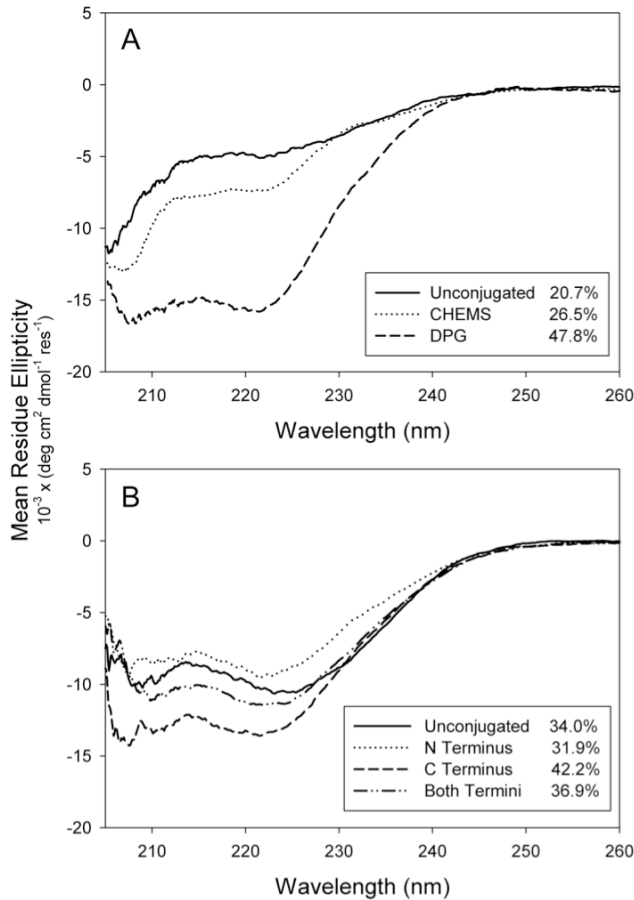 Mean Residue Ellipticity
10⁻³ x (deg cm² dmol⁻¹ res⁻¹)
A
5
0
-5
-10
-15
-20
Unconjugated 20.7%
CHEMS 26.5%
DPG 47.8%
210 220 230 240 250 260
Wavelength (nm)
B
5
0
-5
-10
-15
-20
Unconjugated 34.0%
N Terminus 31.9%
C Terminus 42.2%
Both Termini 36.9%
210 220 230 240 250 260
Wavelength (nm)